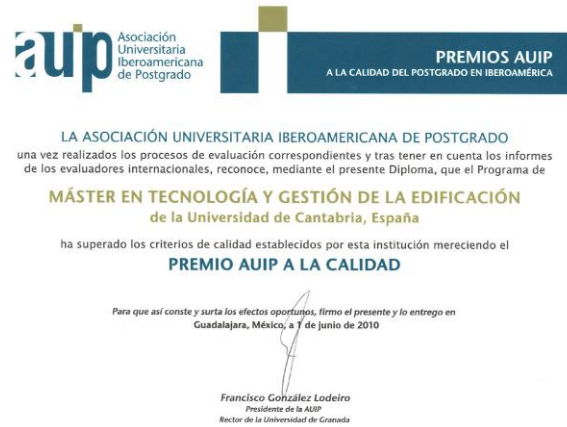 auip
Asociación
Universitaria
Iberoamericana
de Postgrado
PREMIOS AUIP
A LA CALIDAD DEL POSTGRADO EN IBEROAMÉRICA
LA ASOCIACIÓN UNIVERSITARIA IBEROAMERICANA DE POSTGRADO
una vez realizados los procesos de evaluación correspondientes y tras tener en cuenta los informes
de los evaluadores internacionales, reconoce, mediante el presente Diploma, que el Programa de
MÁSTER EN TECNOLOGÍA Y GESTIÓN DE LA EDIFICACIÓN
de la Universidad de Cantabria, España
ha superado los criterios de calidad establecidos por esta institución mereciendo el
PREMIO AUIP A LA CALIDAD
Para que así conste y surta los efectos oportunos, firmo el presente y lo entrego en
Guadalajara, México, a 1 de junio de 2010
Francisco González Lodeiro
Presidente de la AUIP
Rector de la Universidad de Granada